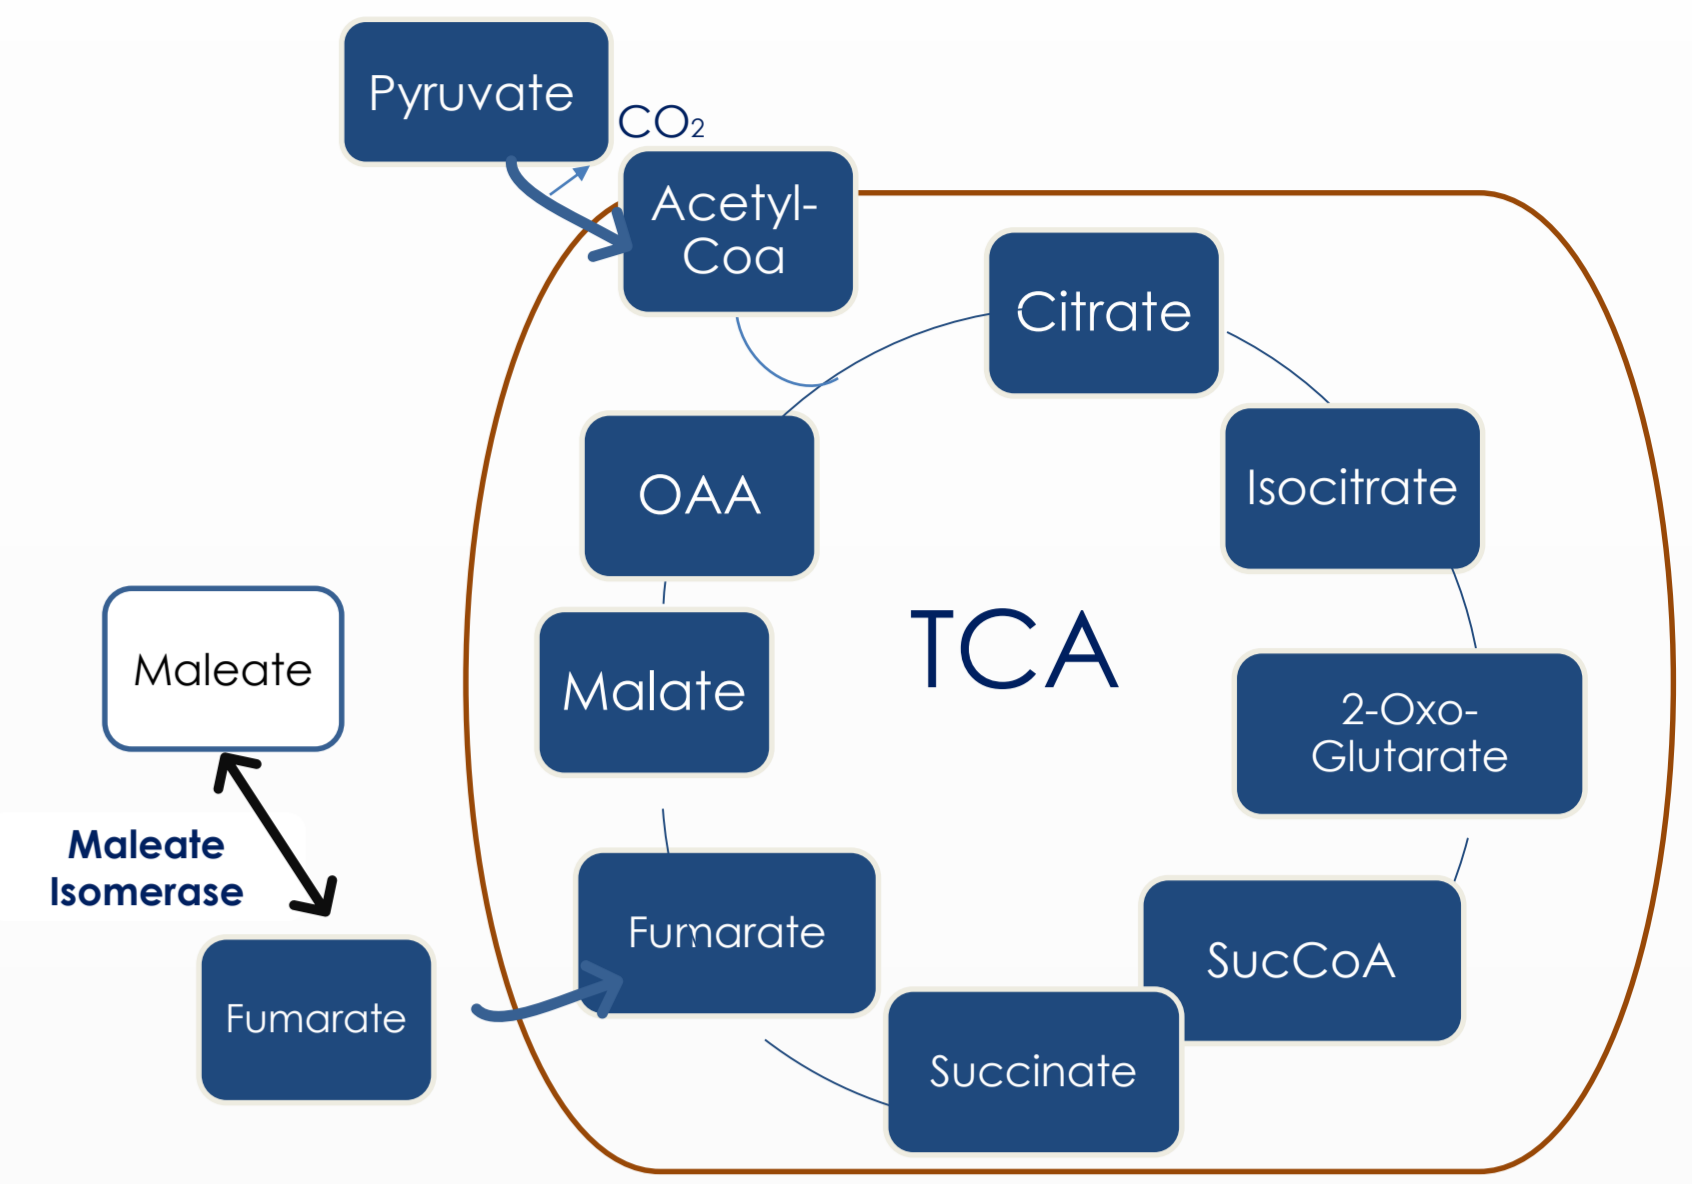 Pyruvate
CO₂
Acetyl-
Coa
Citrate
OAA
Isocitrate
TCA
Maleate
Malate
2-Oxo-
Glutarate
Maleate
Isomerase
Fumarate
SucCoA
Fumarate
Succinate